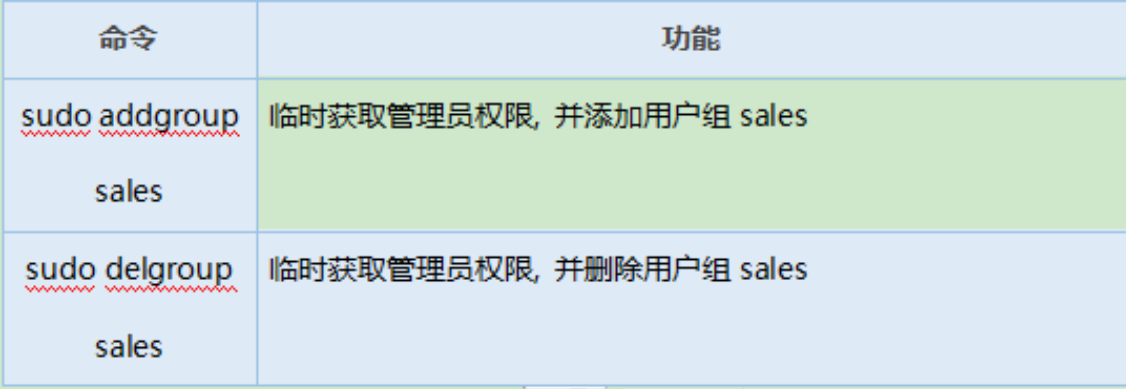 命令
功能
sudo addgroup
sales
临时获取管理员权限, 并添加用户组 sales
sudo delgroup
sales
临时获取管理员权限, 并删除用户组 sales